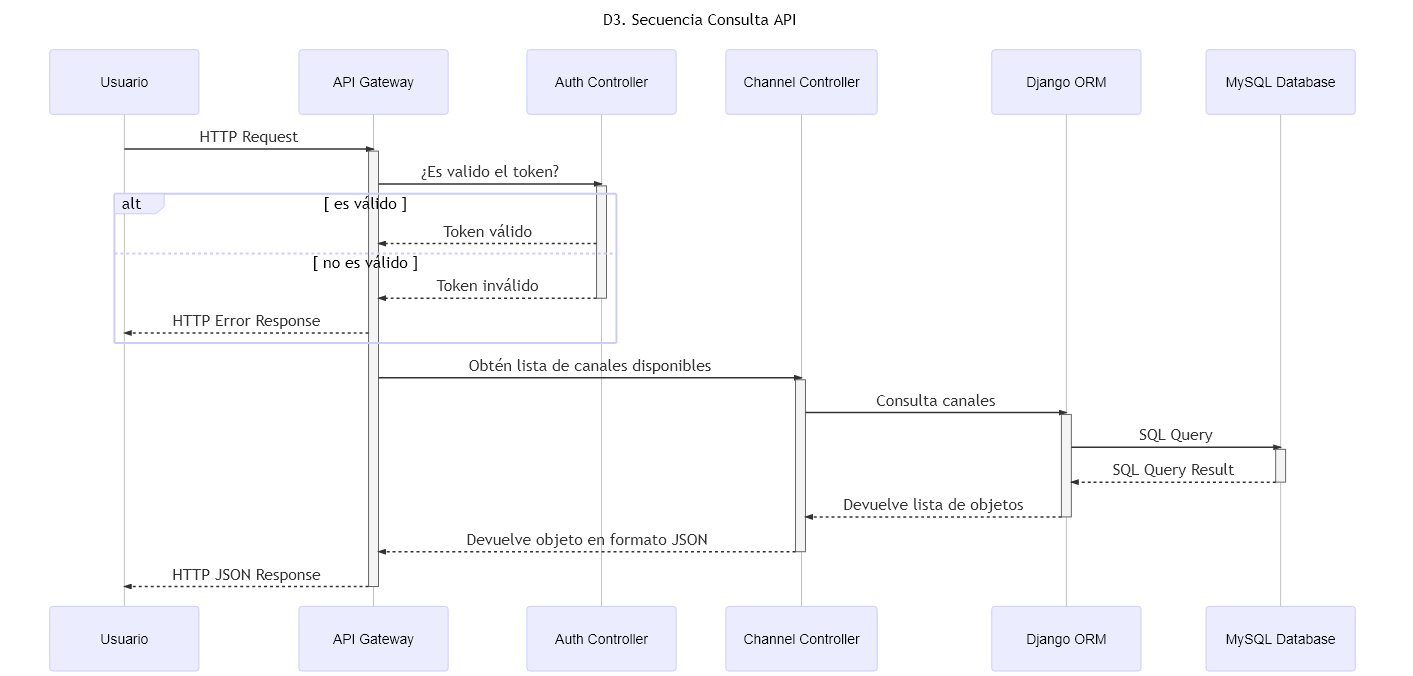 D3. Secuencia Consulta API
Usuario
API Gateway
Auth Controller
Channel Controller
Django ORM
MySQL Database
HTTP Request
¿Es valido el token?
alt
[ es válido ]
Token válido
[ no es válido ]
Token inválido
HTTP Error Response
Obtén lista de canales disponibles
Consulta canales
SQL Query
SQL Query Result
Devuelve lista de objetos
Devuelve objeto en formato JSON
HTTP JSON Response
Usuario
API Gateway
Auth Controller
Channel Controller
Django ORM
MySQL Database